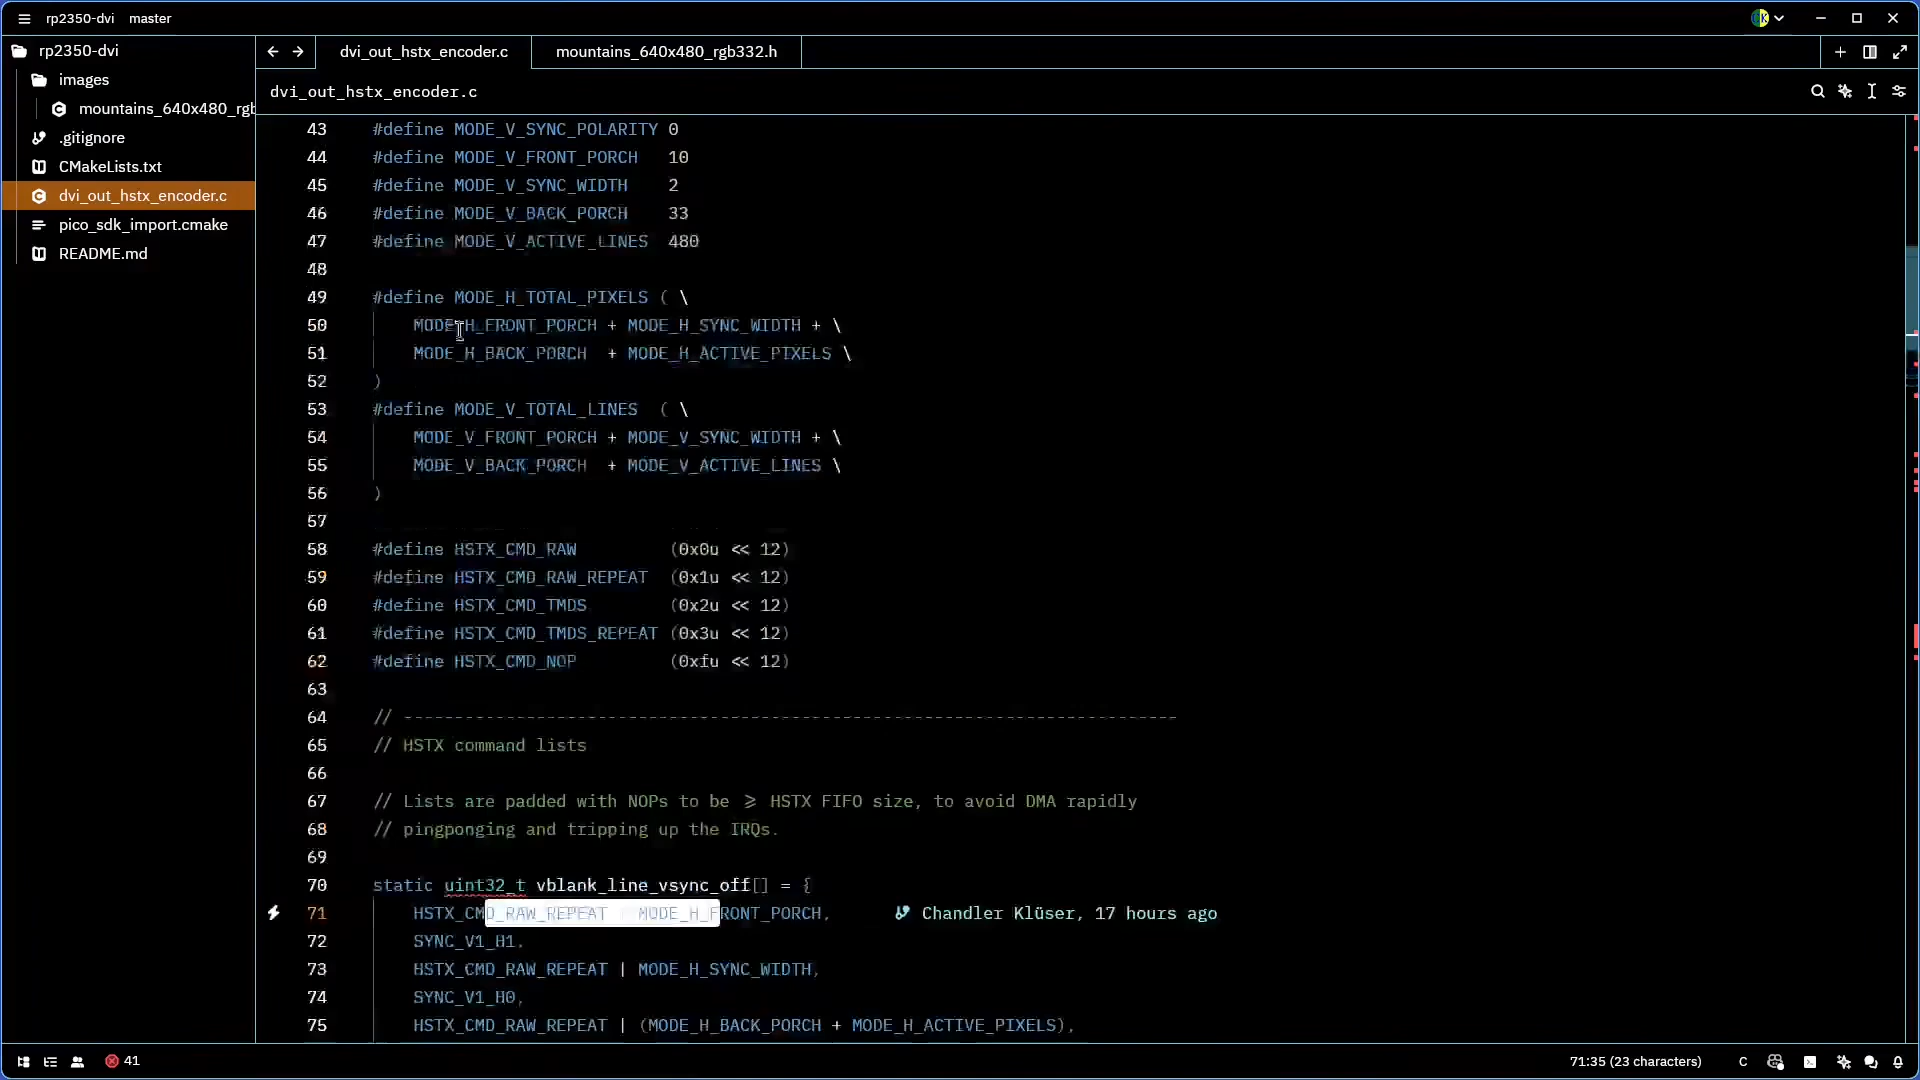 rp2350-dvi master
rp2350-dvi
images
mountains_640x480_rgb
.gitignore
CMakeLists.txt
dvi_out_hstx_encoder.c
pico_sdk_import.cmake
README.md
dvi_out_hstx_encoder.c mountains_640x480_rgb332.h
dvi_out_hstx_encoder.c
43 #define MODE_V_SYNC_POLARITY 0
44 #define MODE_V_FRONT_PORCH 10
45 #define MODE_V_SYNC_WIDTH 2
46 #define MODE_V_BACK_PORCH 33
47 #define MODE_V_ACTIVE_LINES 480
48
49 #define MODE_H_TOTAL_PIXELS ( \
50 MODE_H_FRONT_PORCH + MODE_H_SYNC_WIDTH + \
51 MODE_H_BACK_PORCH + MODE_H_ACTIVE_PIXELS \
52 )
53 #define MODE_V_TOTAL_LINES ( \
54 MODE_V_FRONT_PORCH + MODE_V_SYNC_WIDTH + \
55 MODE_V_BACK_PORCH + MODE_V_ACTIVE_LINES \
56 )
57
58 #define HSTX_CMD_RAW (0x0u << 12)
59 #define HSTX_CMD_RAW_REPEAT (0x1u << 12)
60 #define HSTX_CMD_TMDS (0x2u << 12)
61 #define HSTX_CMD_TMDS_REPEAT (0x3u << 12)
62 #define HSTX_CMD_NOP (0xfu << 12)
63
64 // ----------------------------------------------------------------------------
65 // HSTX command lists
66
67 // Lists are padded with NOPs to be >= HSTX FIFO size, to avoid DMA rapidly
68 // pingponging and tripping up the IRQs.
69
70 static uint32_t vblank_line_vsync_off[] = {
71 HSTX_CMD_RAW_REPEAT | MODE_H_FRONT_PORCH, Chandler Klüser, 17 hours ago
72 SYNC_V1_H1,
73 HSTX_CMD_RAW_REPEAT | MODE_H_SYNC_WIDTH,
74 SYNC_V1_H0,
75 HSTX_CMD_RAW_REPEAT | (MODE_H_BACK_PORCH + MODE_H_ACTIVE_PIXELS),
41 71:35 (23 characters) C